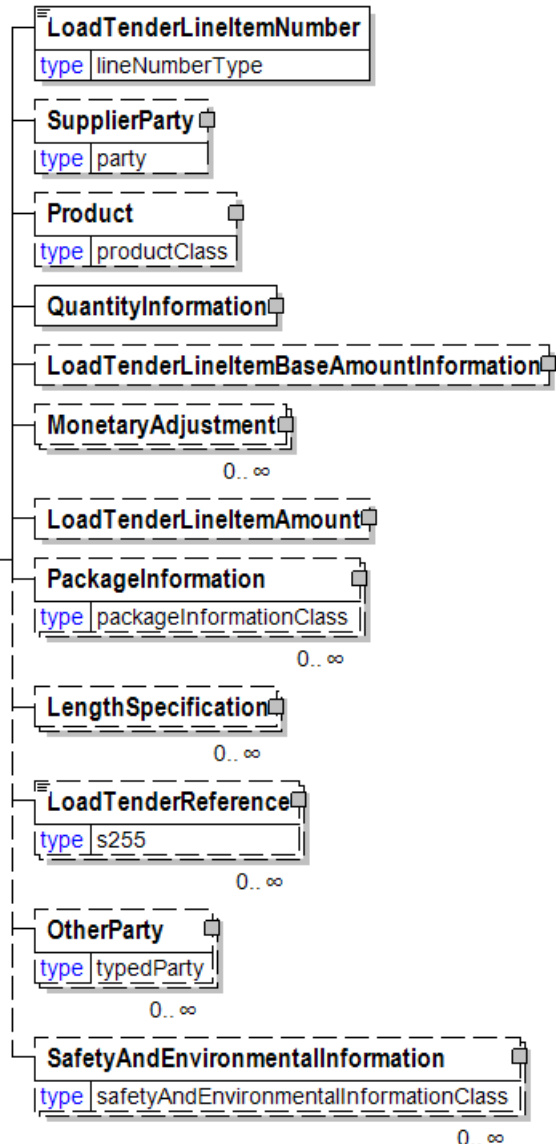 LoadTenderLineItemNumber
type lineNumberType
SupplierParty
type party
Product
type productClass
QuantityInformation
LoadTenderLineItemBaseAmountInformation
MonetaryAdjustment
0.. ∞
LoadTenderLineItemAmount
PackageInformation
type packageInformationClass
0.. ∞
LengthSpecification
0.. ∞
LoadTenderReference
type s255
0.. ∞
OtherParty
type typedParty
0.. ∞
SafetyAndEnvironmentalInformation
type safetyAndEnvironmentalInformationClass
0.. ∞